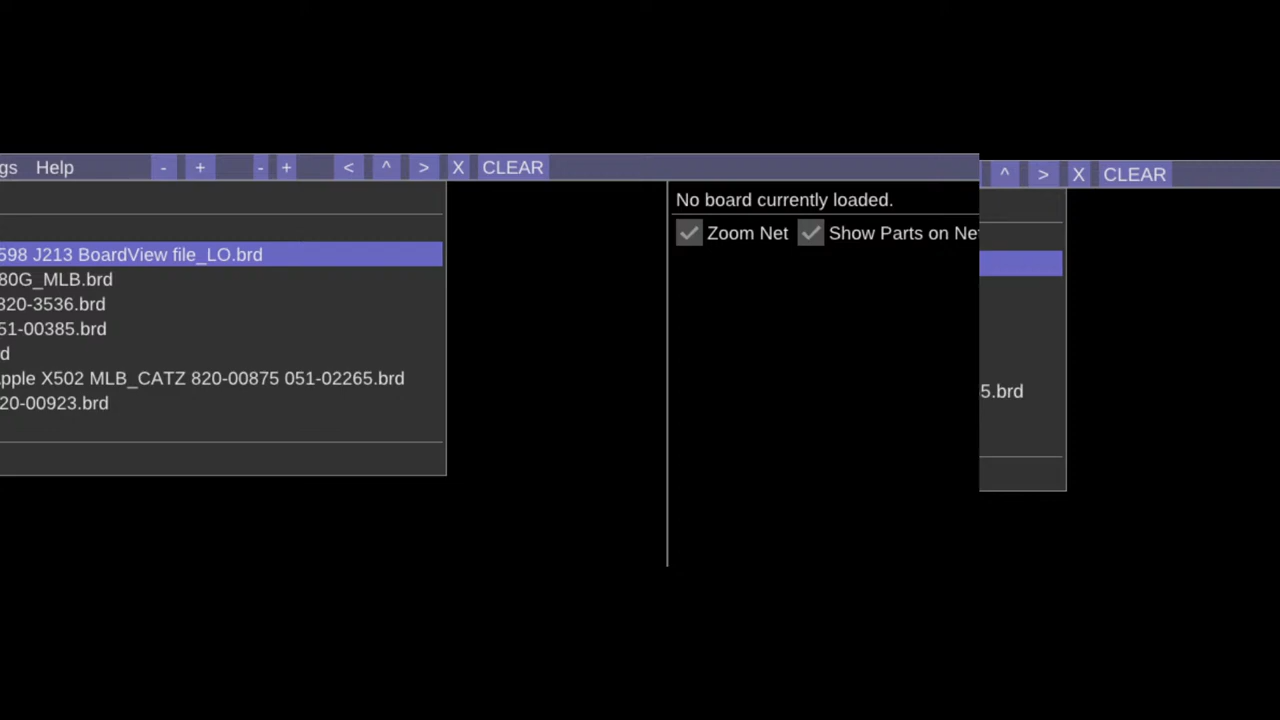 gs Help - + - + < ^ > X CLEAR
598 J213 BoardView file_LO.brd
80G_MLB.brd
820-3536.brd
51-00385.brd
d
Apple X502 MLB_CATZ 820-00875 051-02265.brd
20-00923.brd
No board currently loaded.
Zoom Net Show Parts on Net
^ > X CLEAR
5.brd